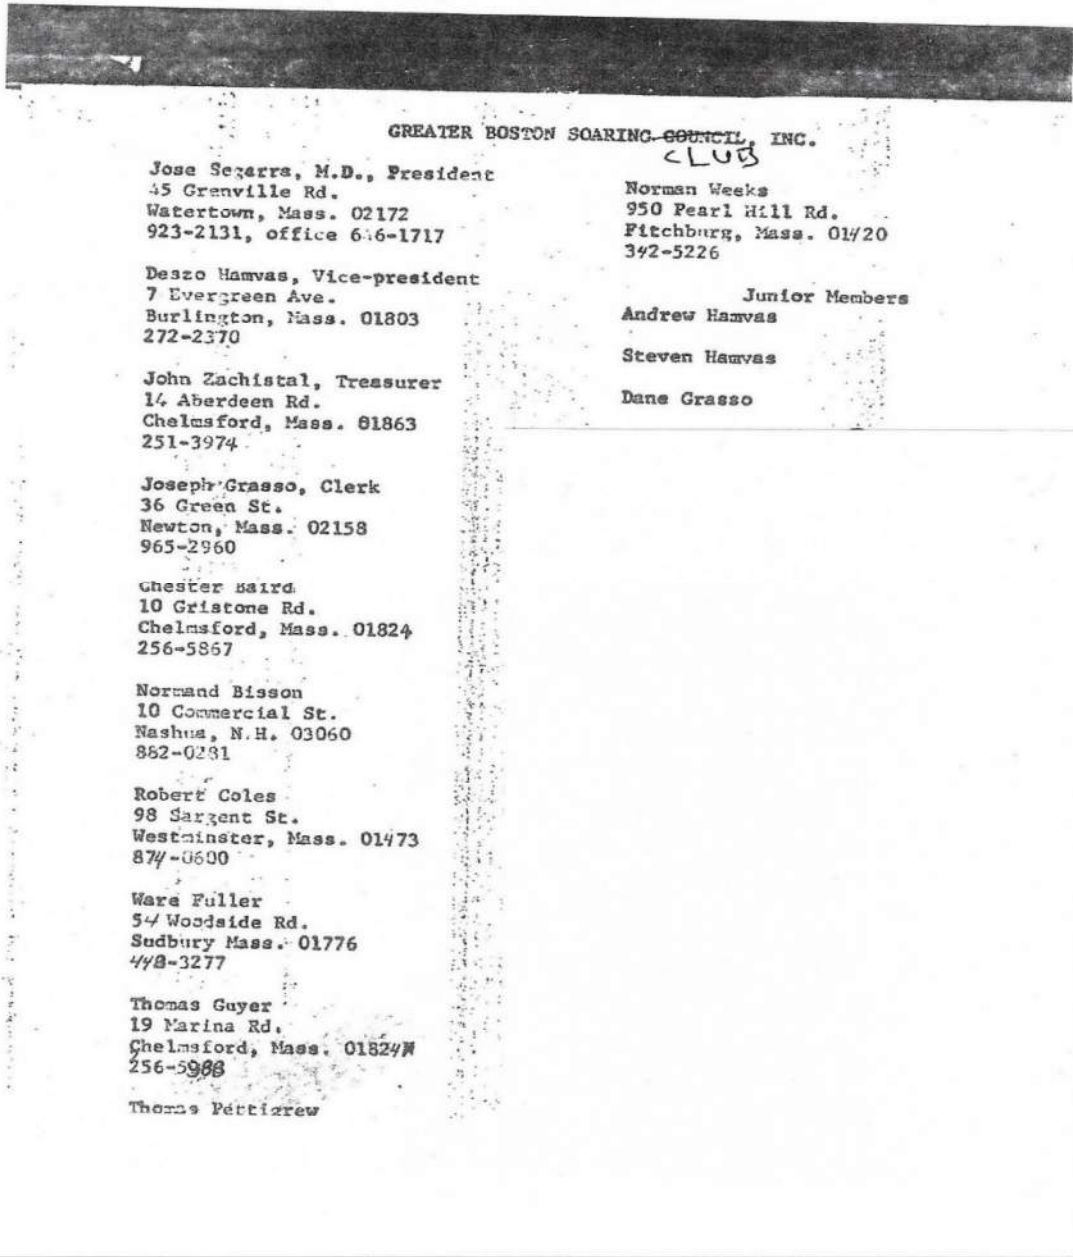 GREATER BOSTON SOARING COUNCIL, INC.
CLUB
Jose Segarra, M.D., President
45 Grenville Rd.
Watertown, Mass. 02172
923-2131, office 646-1717
Deszo Hamvas, Vice-president
7 Evergreen Ave.
Burlington, Mass. 01803
272-2370
John Zachistal, Treasurer
14 Aberdeen Rd.
Chelmsford, Mass. 01863
251-3974
Joseph Grasso, Clerk
36 Green St.
Newton, Mass. 02158
965-2960
Chester Baird
10 Gristone Rd.
Chelmsford, Mass. 01824
256-5867
Normand Bisson
10 Commercial St.
Nashua, N.H. 03060
882-0281
Robert Coles
98 Sargent St.
Westminster, Mass. 01473
874-0600
Ware Fuller
54 Woodside Rd.
Sudbury Mass. 01776
448-3277
Thomas Guyer
19 Marina Rd.
Chelmsford, Mass. 01824
256-5988
Thomas Pettigrew
Norman Weeks
950 Pearl Hill Rd.
Fitchburg, Mass. 01420
342-5226
Junior Members
Andrew Hamvas
Steven Hamvas
Dane Grasso